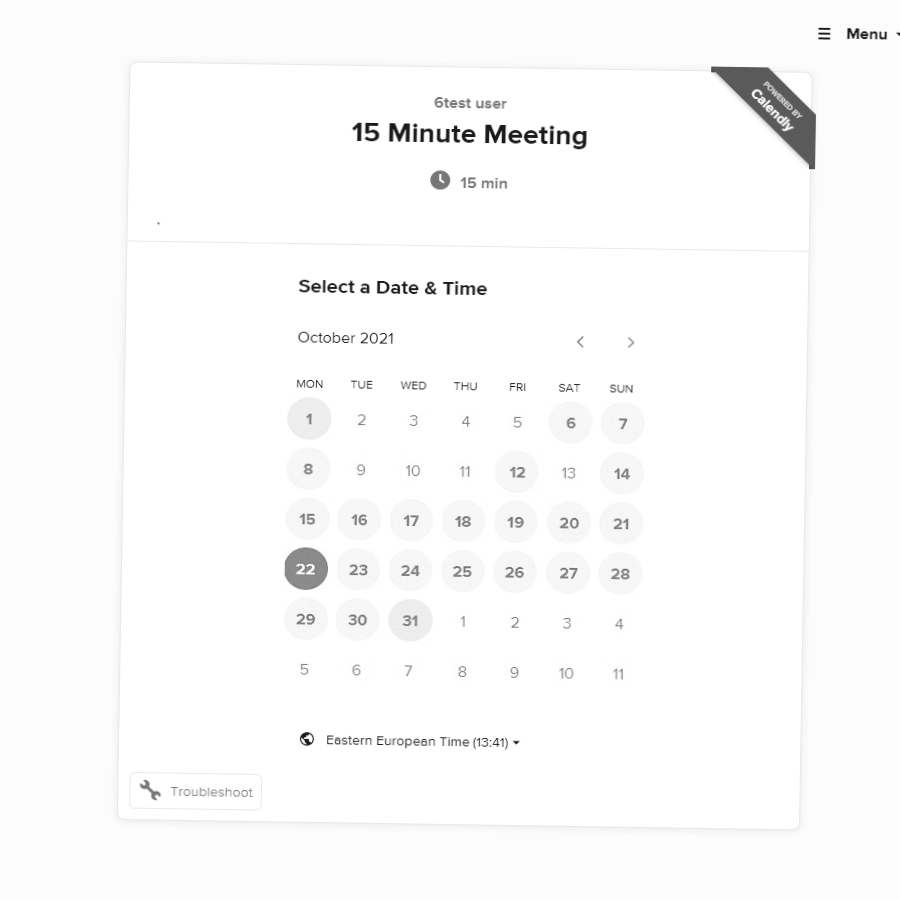 Menu
POWERED BY
Calendly
6test user
15 Minute Meeting
15 min
.
Select a Date & Time
October 2021
MON TUE WED THU FRI SAT SUN
1 2 3 4 5 6 7
8 9 10 11 12 13 14
15 16 17 18 19 20 21
22 23 24 25 26 27 28
29 30 31 1 2 3 4
5 6 7 8 9 10 11
Eastern European Time (13:41)
Troubleshoot